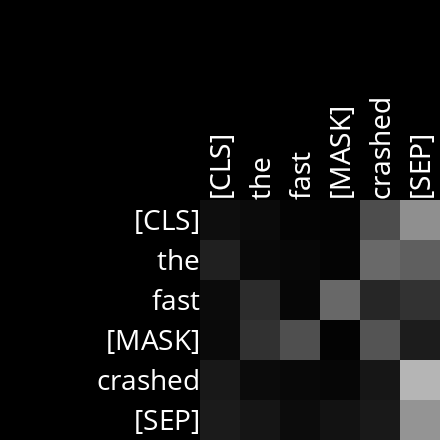 [CLS]
the
fast
[MASK]
crashed
[SEP]
[CLS]
the
fast
[MASK]
crashed
[SEP]